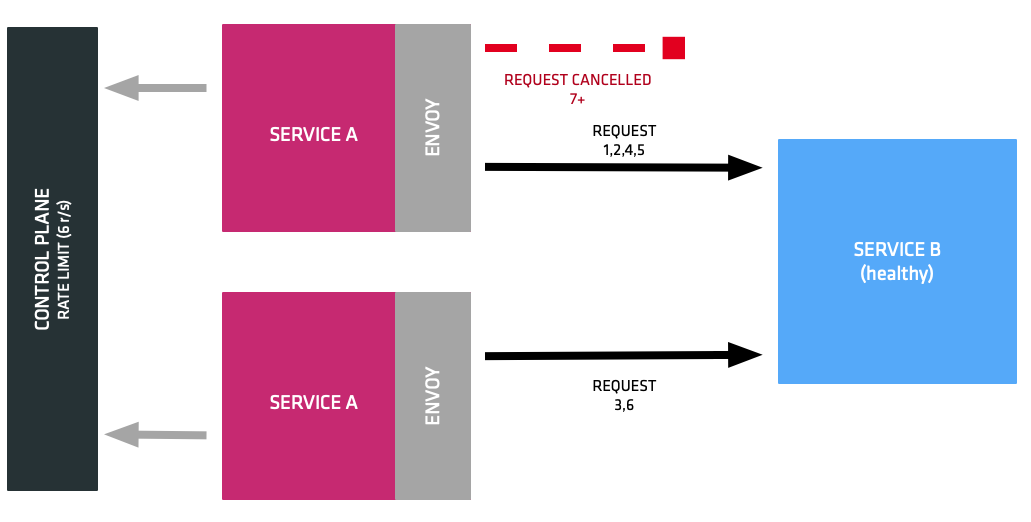 CONTROL PLANE
RATE LIMIT (6 r/s)
SERVICE A
ENVOY
REQUEST CANCELLED
7+
REQUEST
1,2,4,5
SERVICE B
(healthy)
SERVICE A
ENVOY
REQUEST
3,6